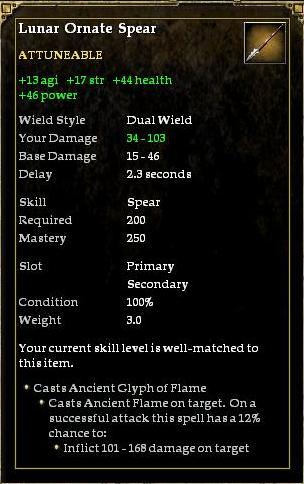 Lunar Ornate Spear
ATTUNEABLE
+13 agi +17 str +44 health
+46 power
Wield Style Dual Wield
Your Damage 34 - 103
Base Damage 15 - 46
Delay 2.3 seconds
Skill Spear
Required 200
Mastery 250
Slot Primary
Secondary
Condition 100%
Weight 3.0
Your current skill level is well-matched to
this item.
• Casts Ancient Glyph of Flame
• Casts Ancient Flame on target. On a
successful attack this spell has a 12%
chance to:
• Inflict 101 - 168 damage on target